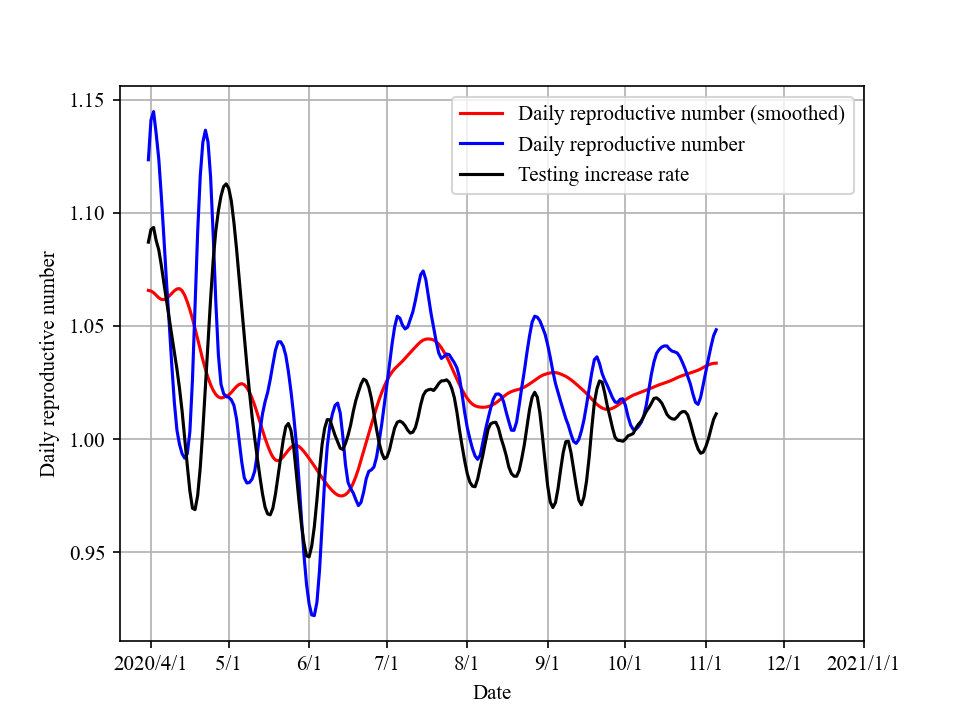 1.15
1.10
1.05
1.00
0.95
Daily reproductive number
Daily reproductive number (smoothed)
Daily reproductive number
Testing increase rate
2020/4/1 5/1 6/1 7/1 8/1 9/1 10/1 11/1 12/1 2021/1/1
Date